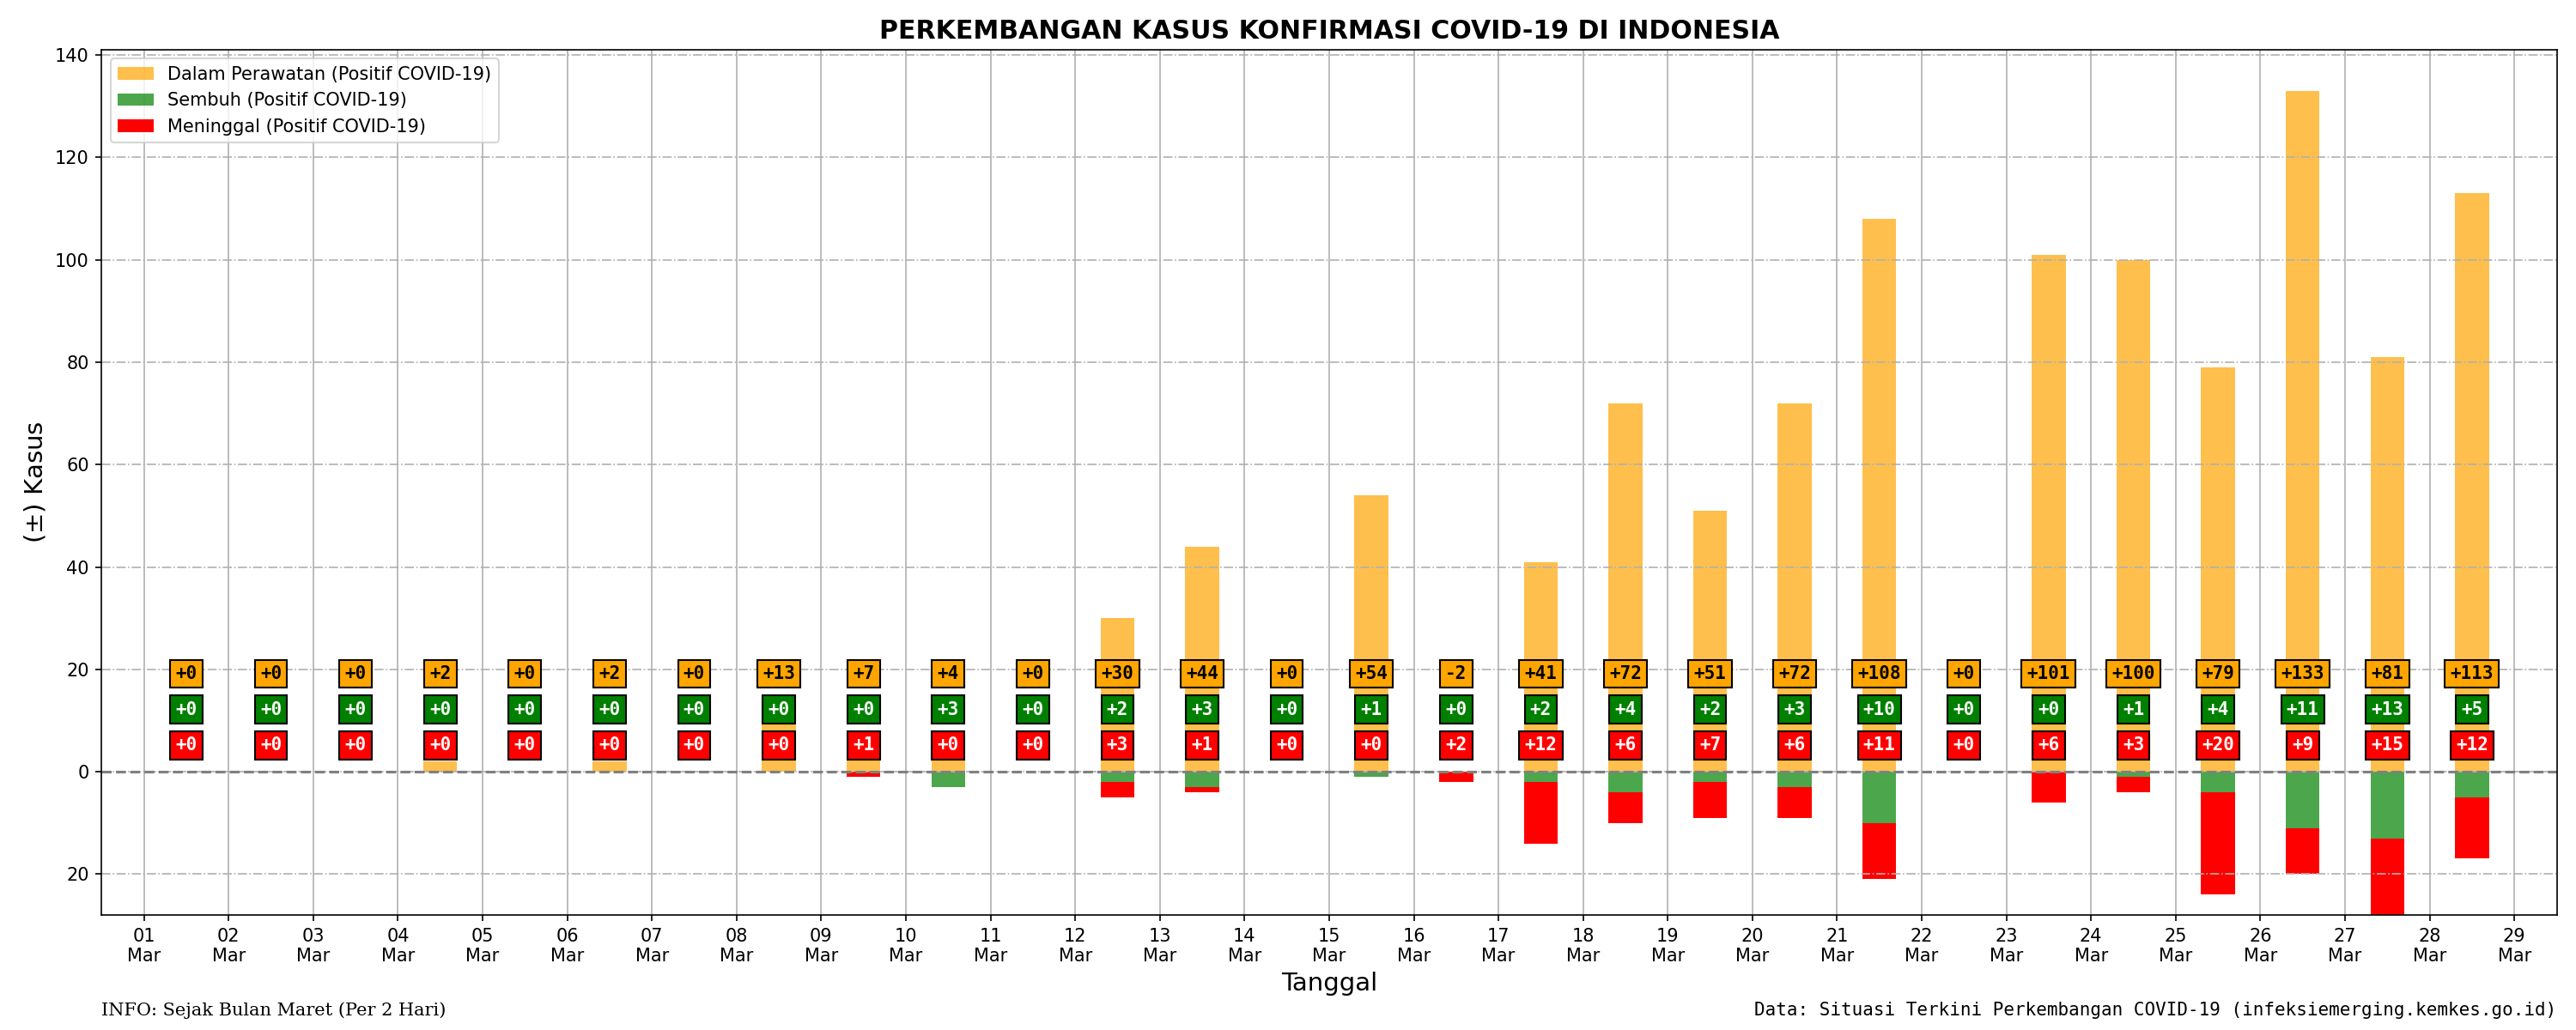 PERKEMBANGAN KASUS KONFIRMASI COVID-19 DI INDONESIA
Dalam Perawatan (Positif COVID-19)
Sembuh (Positif COVID-19)
Meninggal (Positif COVID-19)
(±) Kasus
140
120
100
80
60
40
20
0
20
+0 +0 +0 +2 +0 +2 +0 +13 +7 +4 +0 +30 +44 +0 +54 -2 +41 +72 +51 +72 +108 +0 +101 +100 +79 +133 +81 +113
+0 +0 +0 +0 +0 +0 +0 +0 +0 +3 +0 +2 +3 +0 +1 +0 +2 +4 +2 +3 +10 +0 +0 +1 +4 +11 +13 +5
+0 +0 +0 +0 +0 +0 +0 +0 +1 +0 +0 +3 +1 +0 +0 +2 +12 +6 +7 +6 +11 +0 +6 +3 +20 +9 +15 +12
01 02 03 04 05 06 07 08 09 10 11 12 13 14 15 16 17 18 19 20 21 22 23 24 25 26 27 28 29
Mar Mar Mar Mar Mar Mar Mar Mar Mar Mar Mar Mar Mar Mar Mar Mar Mar Mar Mar Mar Mar Mar Mar Mar Mar Mar Mar Mar Mar
Tanggal
INFO: Sejak Bulan Maret (Per 2 Hari)
Data: Situasi Terkini Perkembangan COVID-19 (infeksiemerging.kemkes.go.id)